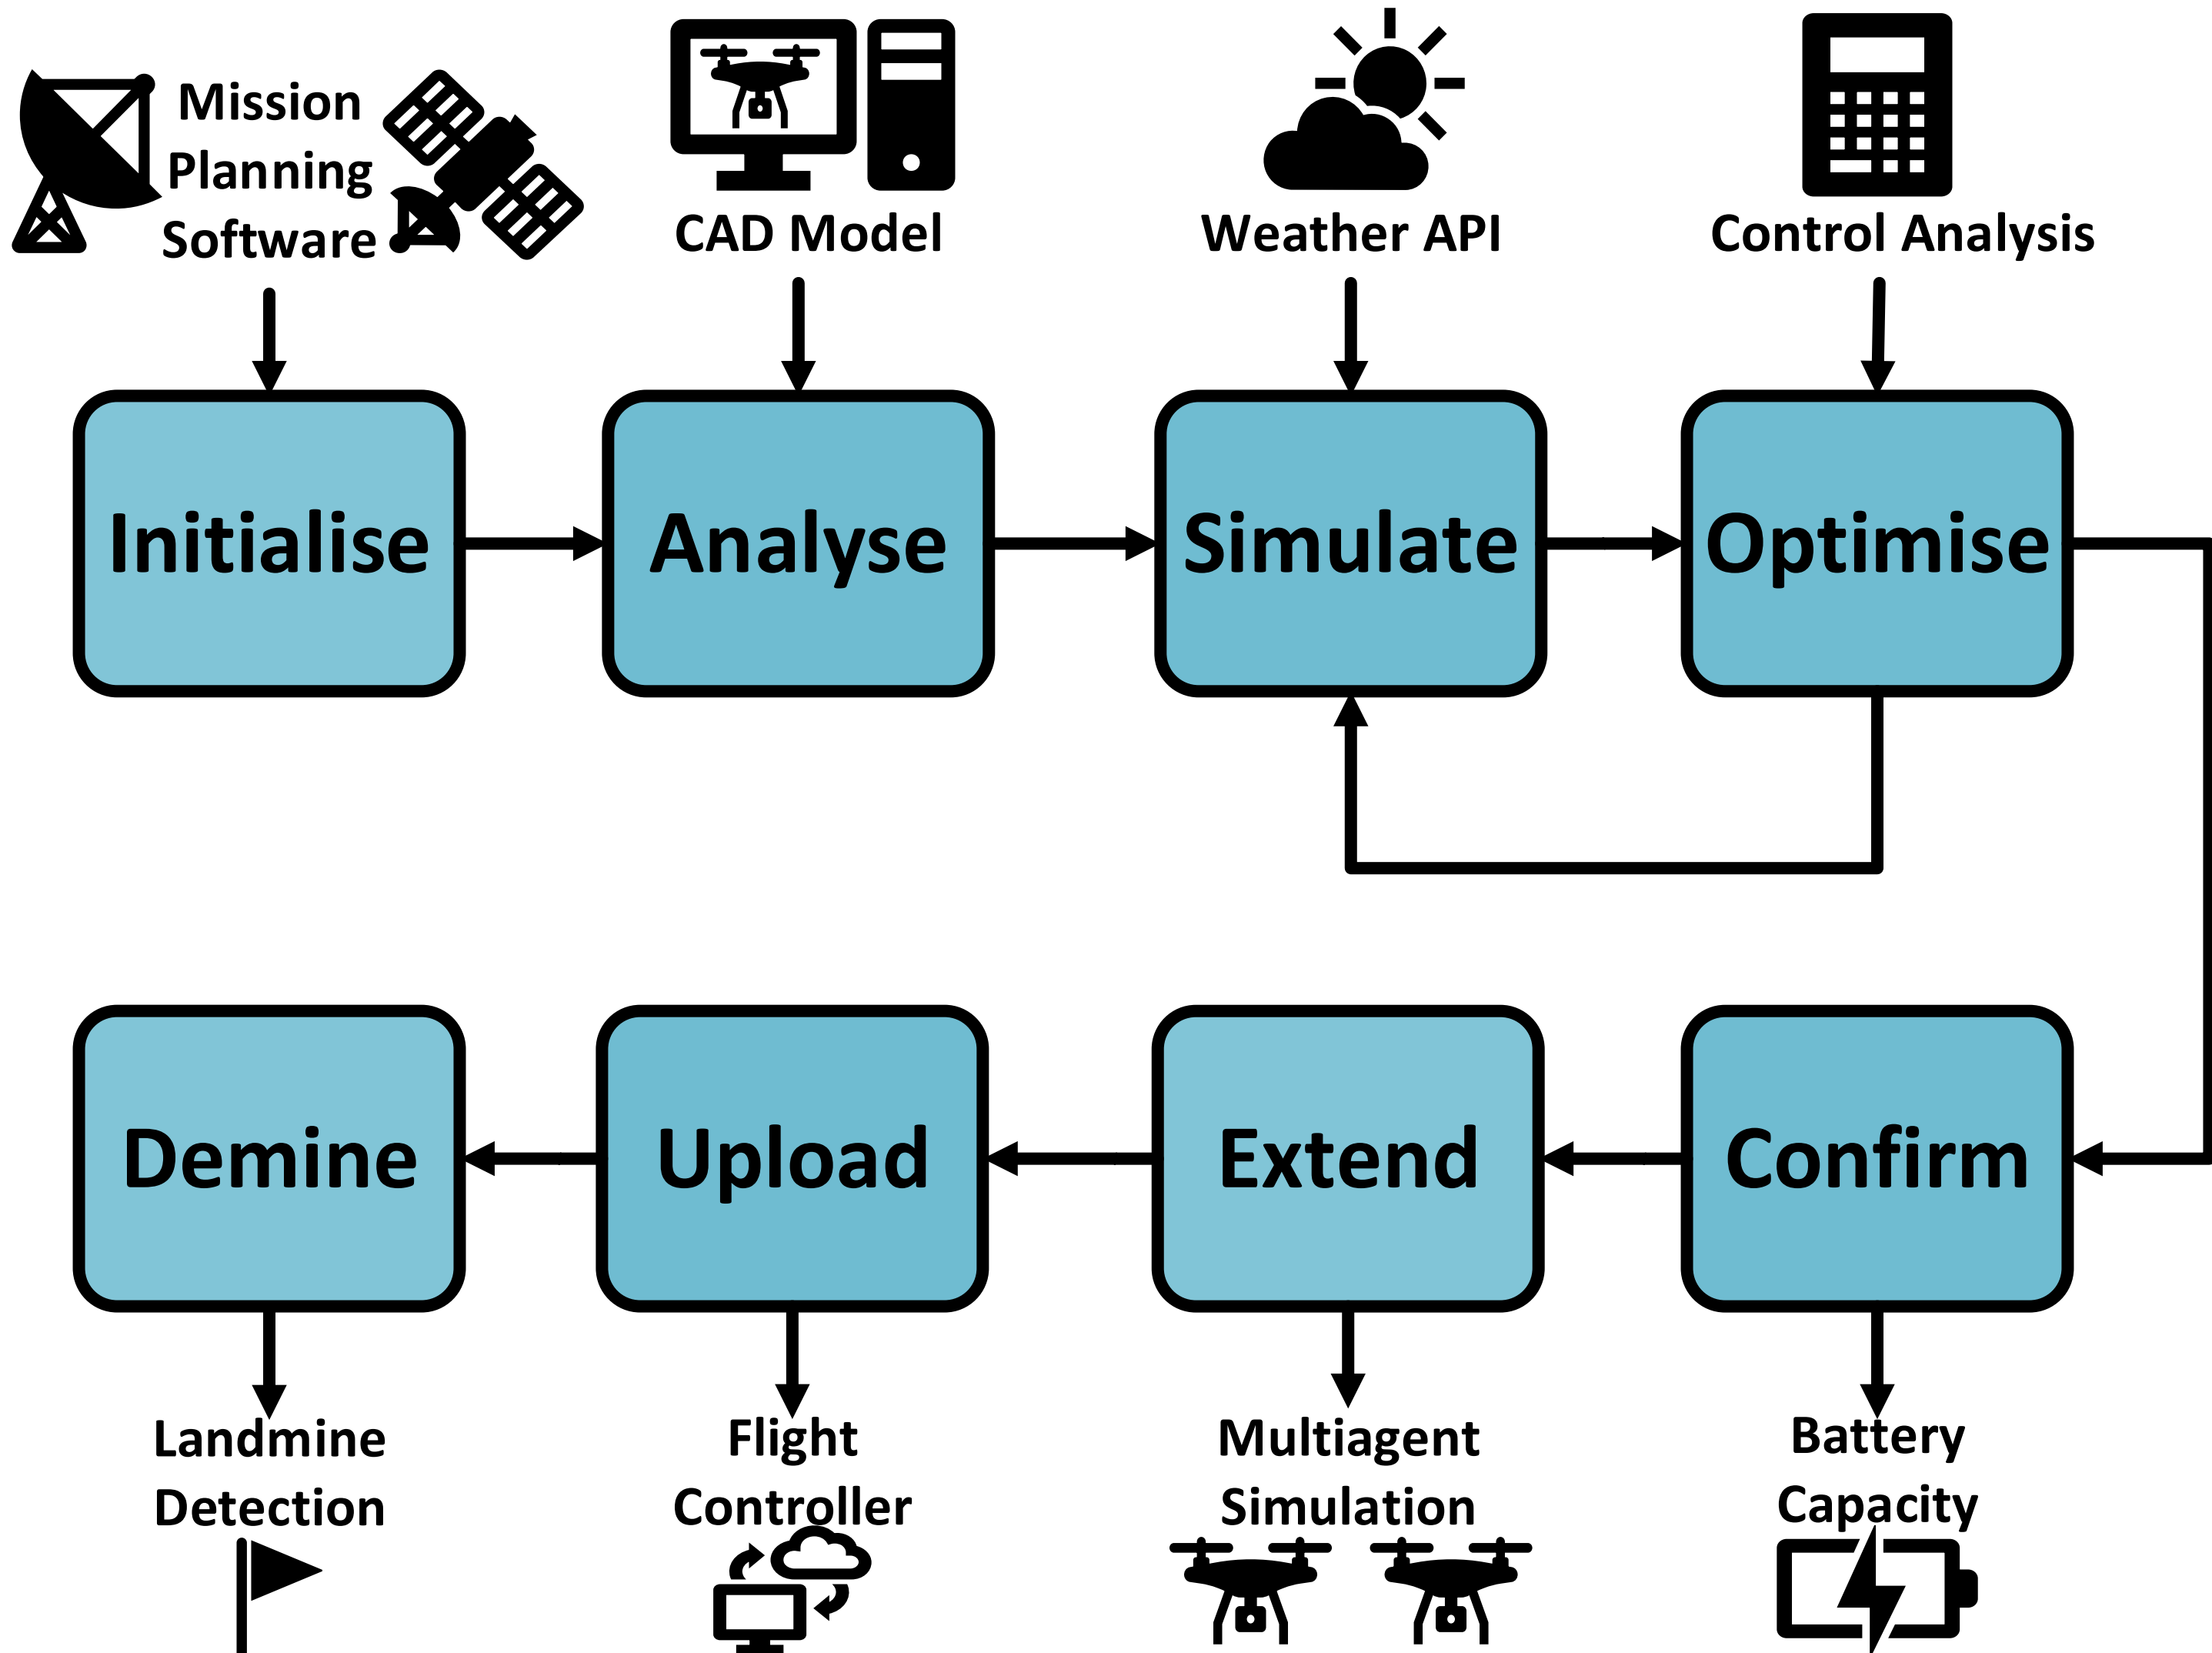 Mission
Planning
Software
CAD Model
Weather API
Control Analysis
Initialise
Analyse
Simulate
Optimise
Demine
Upload
Extend
Confirm
Landmine
Detection
Flight
Controller
Multiagent
Simulation
Battery
Capacity